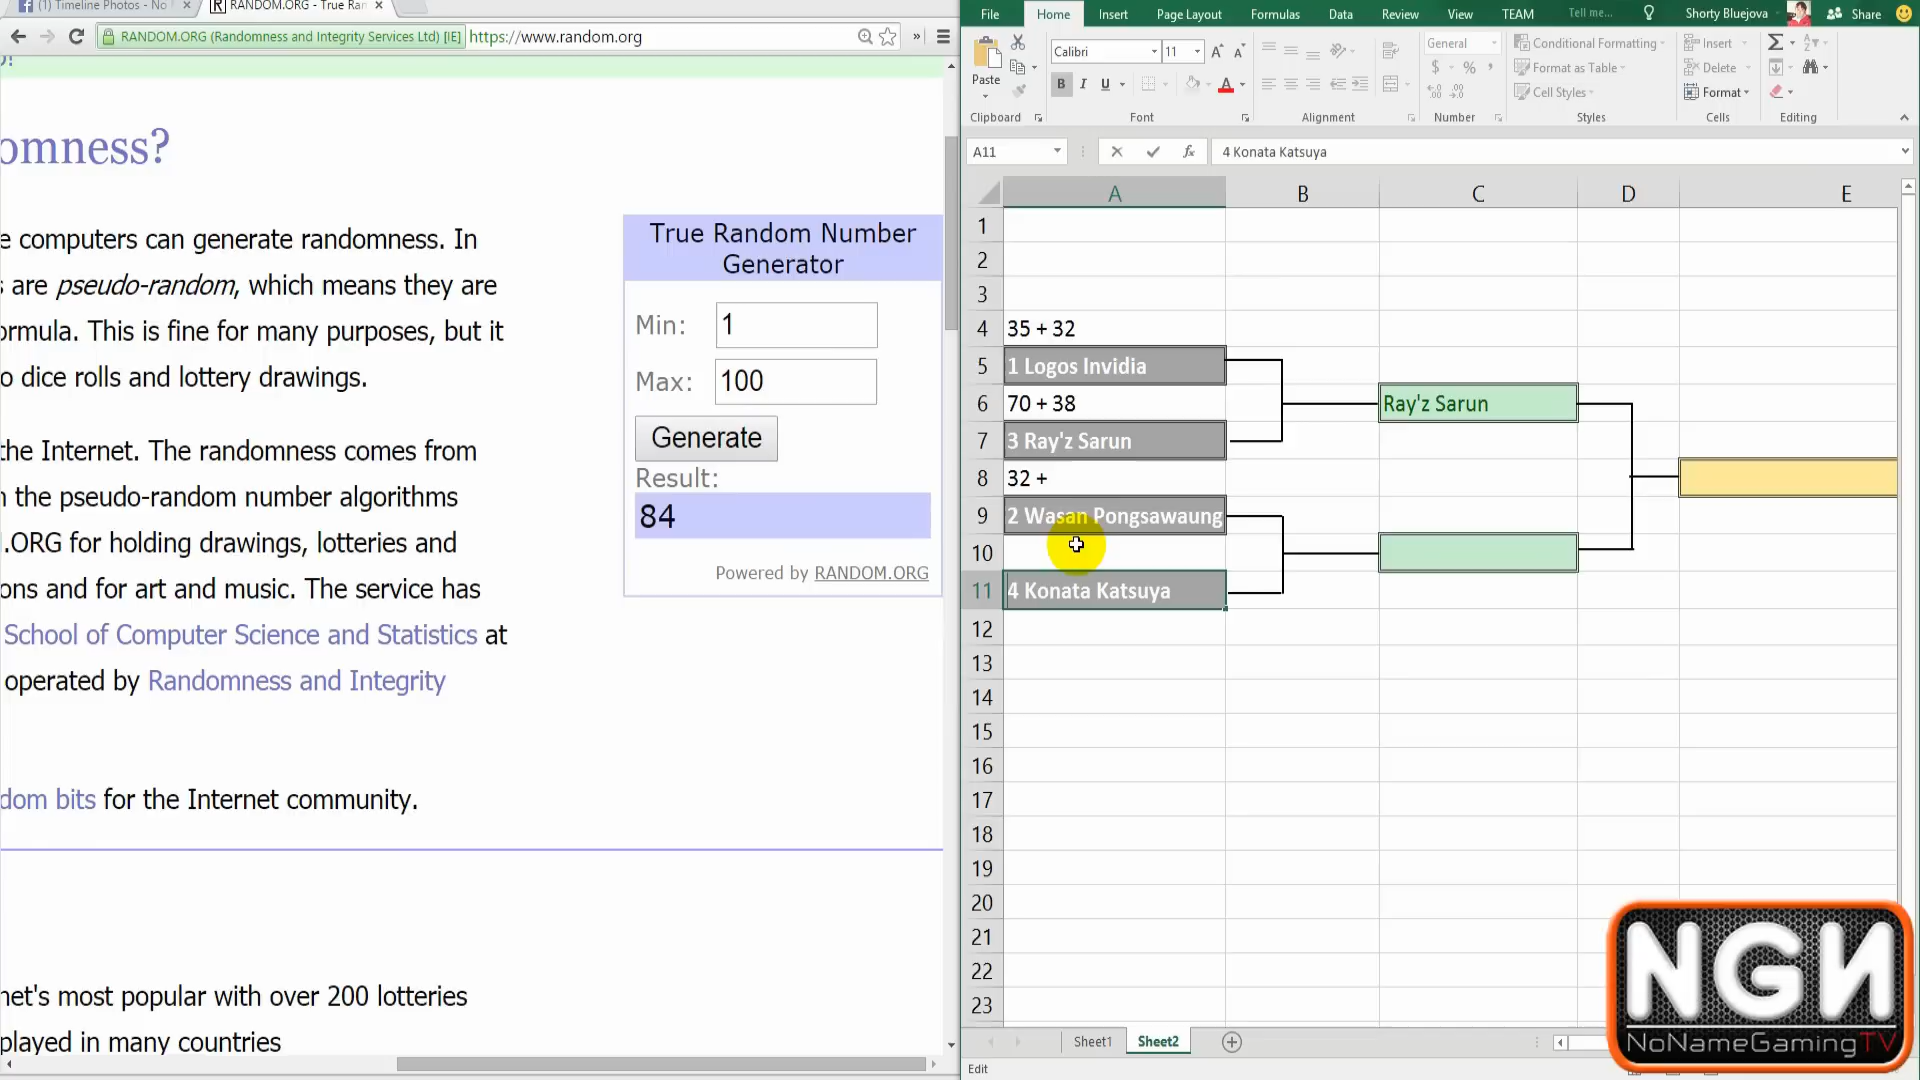 (1) Timeline Photos - No
RANDOM.ORG - True Ran
RANDOM.ORG (Randomness and Integrity Services Ltd) [IE]
https://www.random.org
omness?
e computers can generate randomness. In
s are pseudo-random, which means they are
ormula. This is fine for many purposes, but it
o dice rolls and lottery drawings.
the Internet. The randomness comes from
n the pseudo-random number algorithms
.ORG for holding drawings, lotteries and
ons and for art and music. The service has
School of Computer Science and Statistics at
operated by Randomness and Integrity
dom bits for the Internet community.
net's most popular with over 200 lotteries
played in many countries
True Random Number
Generator
Min: 1
Max: 100
Generate
Result:
84
Powered by RANDOM.ORG
File Home Insert Page Layout Formulas Data Review View TEAM Tell me... Shorty Bluejova Share
Paste
Calibri 11
B I U
General
$ % ,
Conditional Formatting
Format as Table
Cell Styles
Insert
Delete
Format
Clipboard Font Alignment Number Styles Cells Editing
A11 fx 4 Konata Katsuya
A B C D E
1
2
3
4 35 + 32
5 1 Logos Invidia
6 70 + 38 Ray'z Sarun
7 3 Ray'z Sarun
8 32 +
9 2 Wasan Pongsawaung
10
11 4 Konata Katsuya
12
13
14
15
16
17
18
19
20
21
22
23
Sheet1 Sheet2
Edit
NGN
NoNameGamingTV